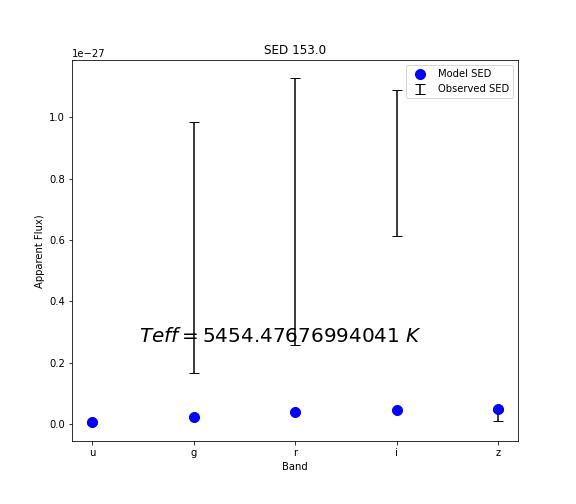 SED 153.0
1e−27
Model SED
Observed SED
1.0
0.8
0.6
0.4
0.2
0.0
Apparent Flux)
Teff = 5454.47676994041 K
u g r i z
Band